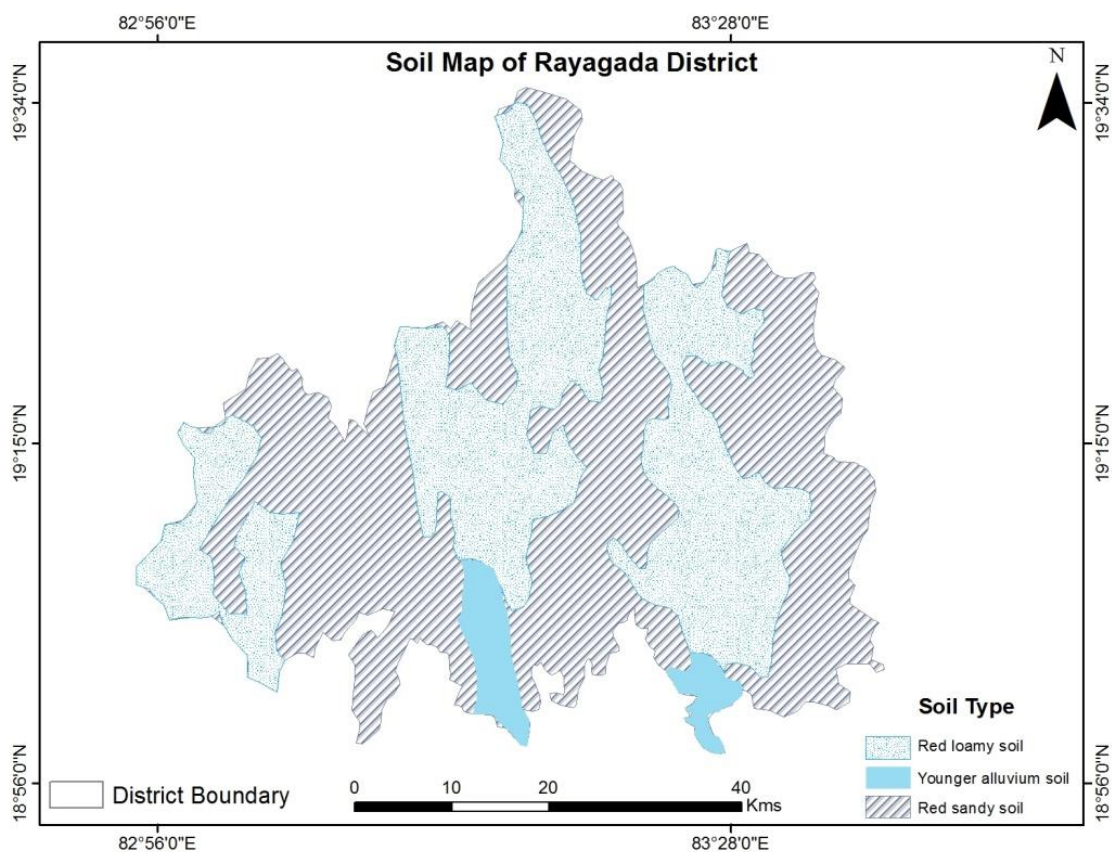 82°56'0"E
83°28'0"E
Soil Map of Rayagada District
N
19°34'0"N
19°34'0"N
19°15'0"N
19°15'0"N
18°56'0"N
18°56'0"N
Soil Type
Red loamy soil
Younger alluvium soil
Red sandy soil
District Boundary
0 10 20 40
Kms
82°56'0"E
83°28'0"E